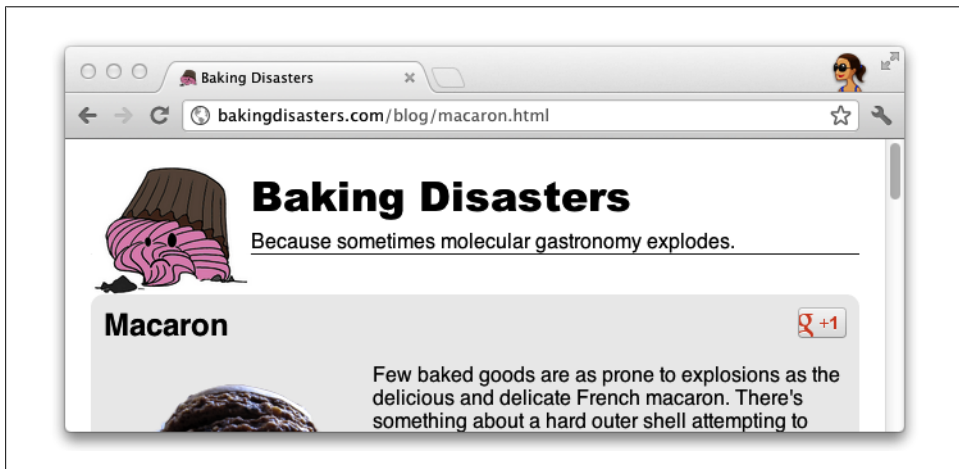 Baking Disasters
bakingdisasters.com/blog/macaron.html
Baking Disasters
Because sometimes molecular gastronomy explodes.
Macaron
g +1
Few baked goods are as prone to explosions as the
delicious and delicate French macaron. There's
something about a hard outer shell attempting to